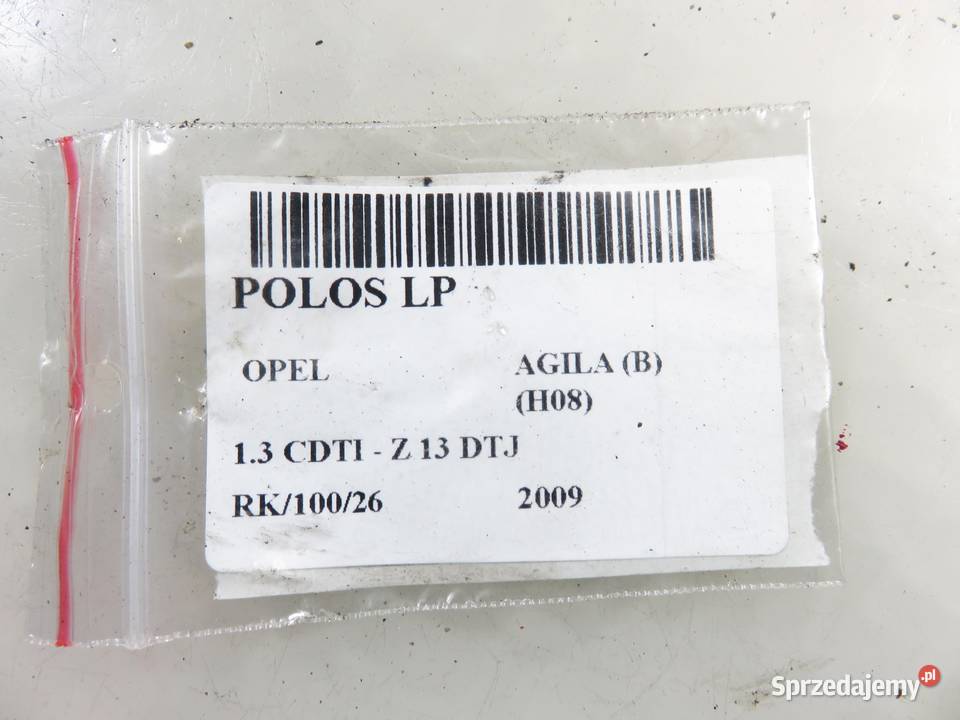 POLOS LP
OPEL AGILA (B)
(H08)
1.3 CDTI - Z 13 DTJ
RK/100/26 2009
Sprzedajemy.pl